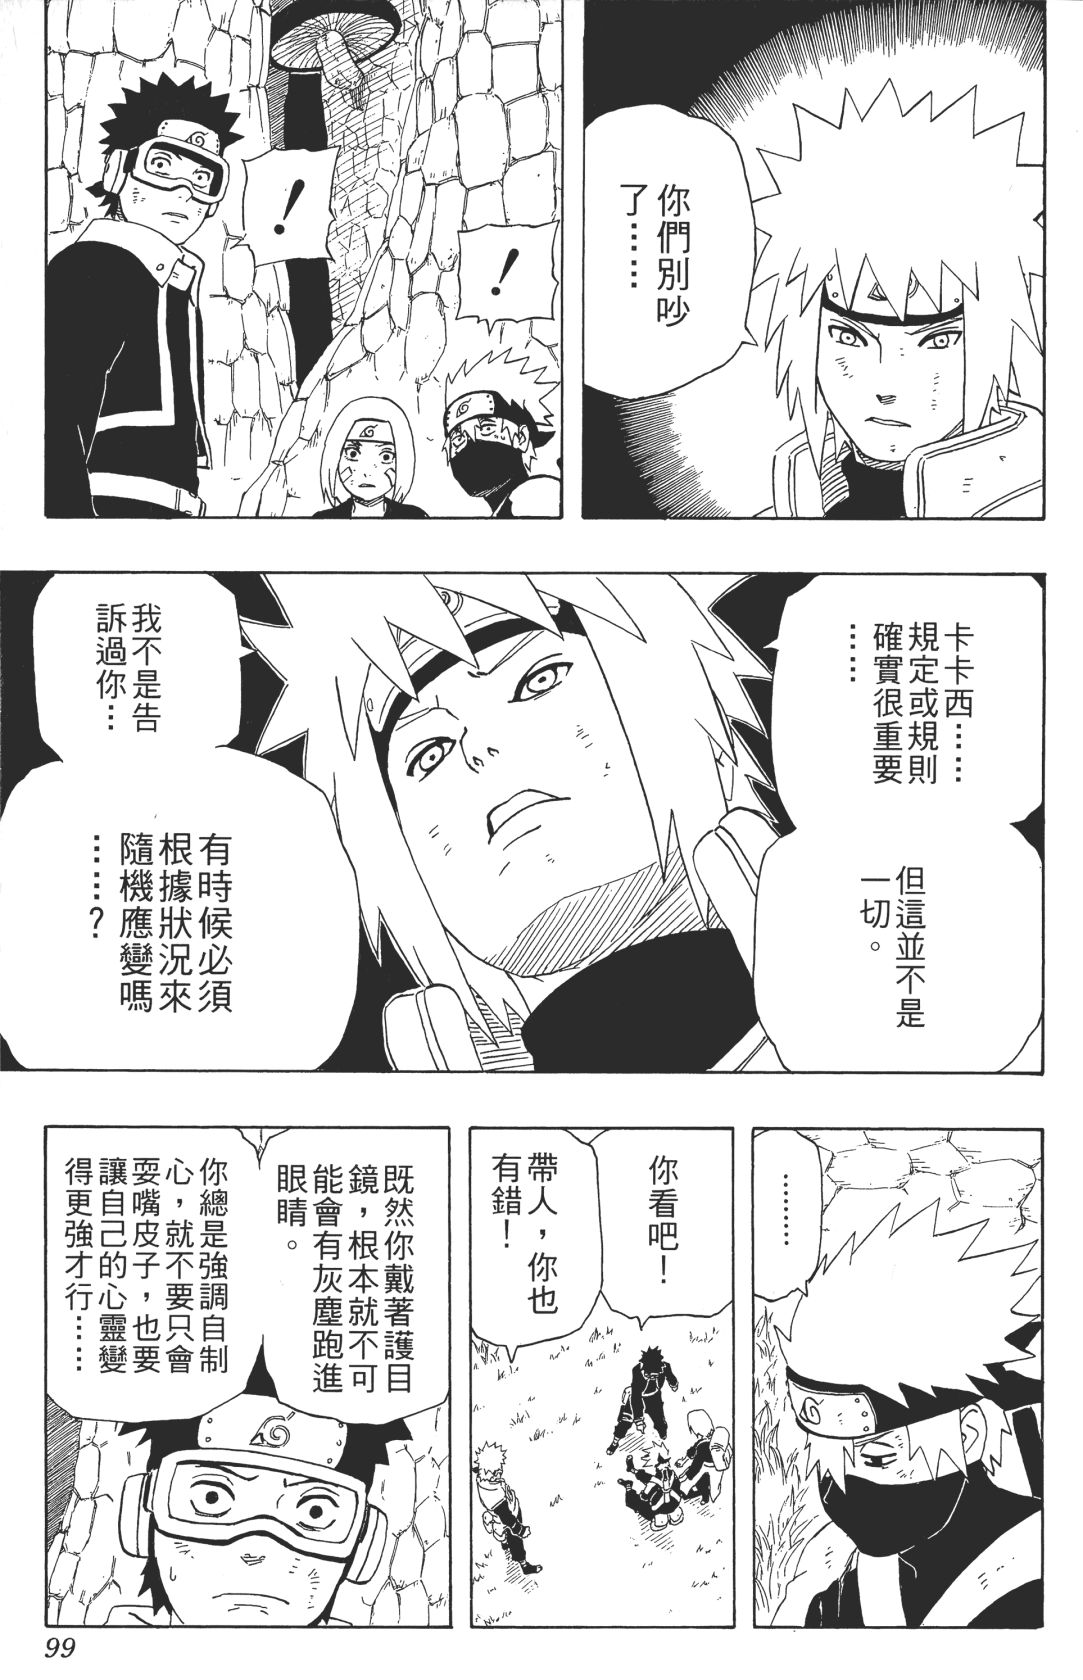 你們別吵
了……
！
！
卡卡西……
規定或規則
確實很重要
……
但這並不是
一切。
我不是告
訴過你…
有時候必須
根據狀況來
隨機應變嗎
……？
……
你看吧！
帶人，你也
有錯！
既然你戴著護目
鏡，根本就不可
能會有灰塵跑進
眼睛。
你總是強調自制
心，就不要只會
耍嘴皮子，也要
讓自己的心靈變
得更強才行……
99